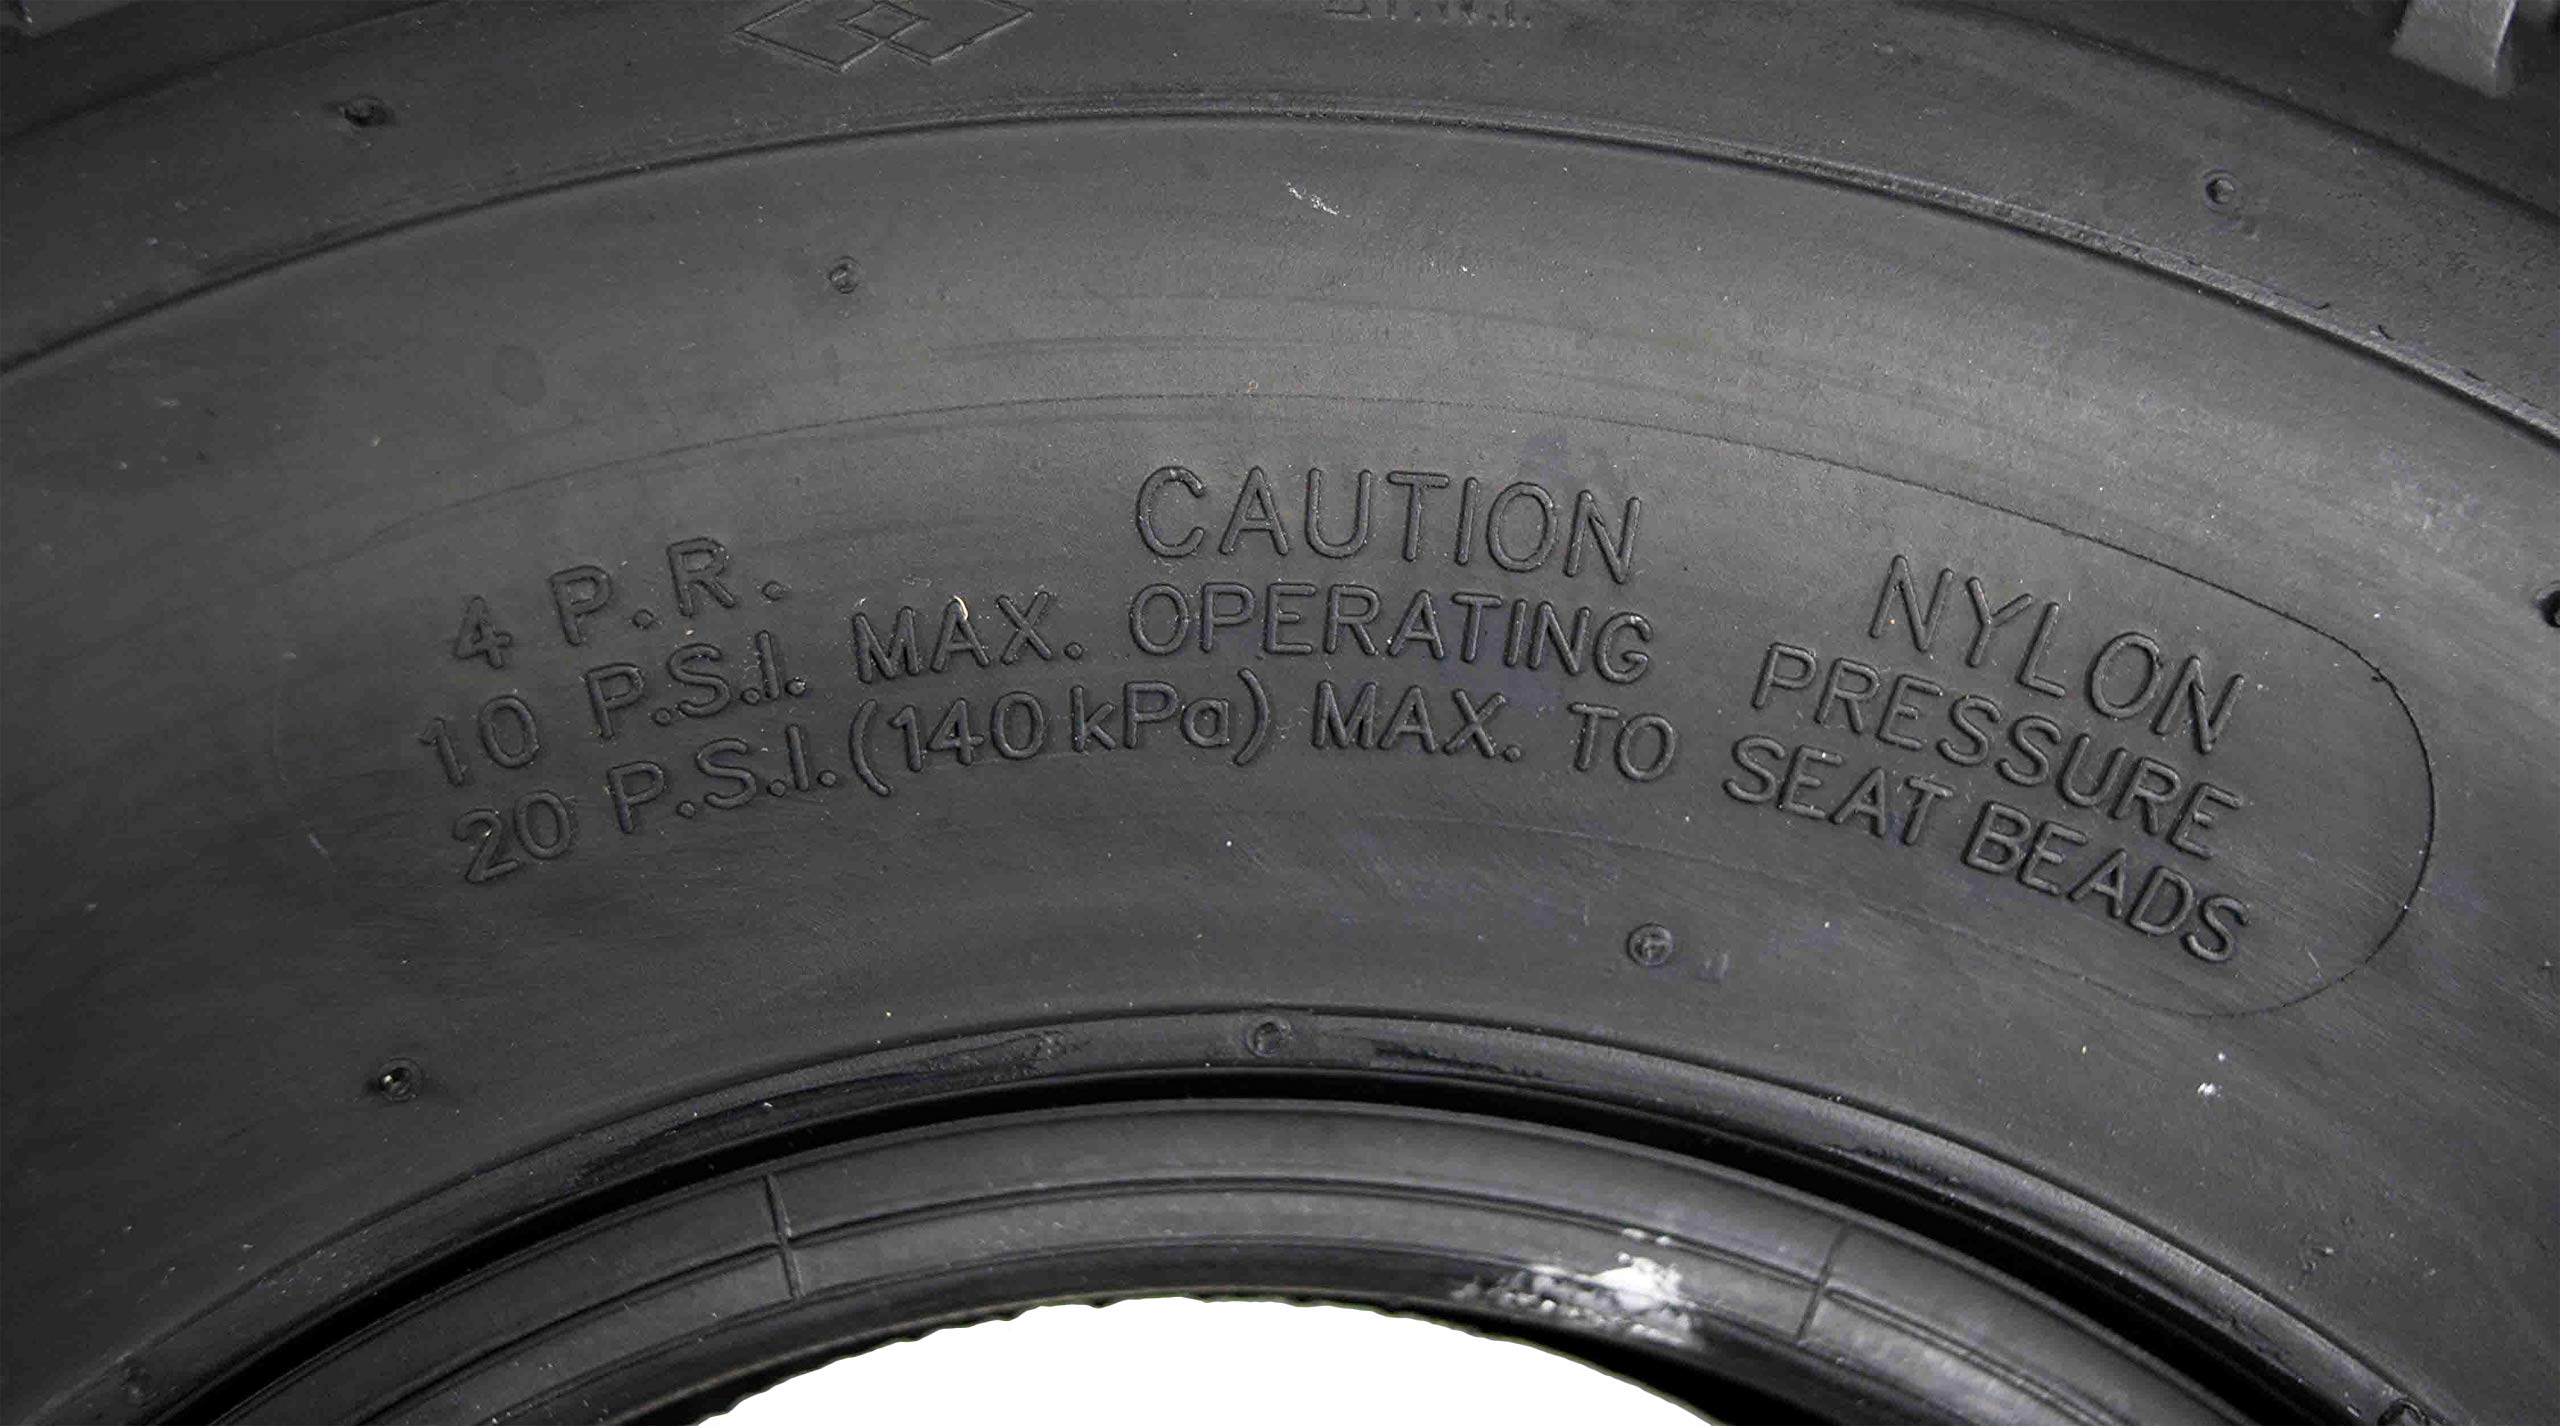 4 P.R. CAUTION NYLON
10 P.S.I. MAX. OPERATING PRESSURE
20 P.S.I. (140 kPa) MAX. TO SEAT BEADS